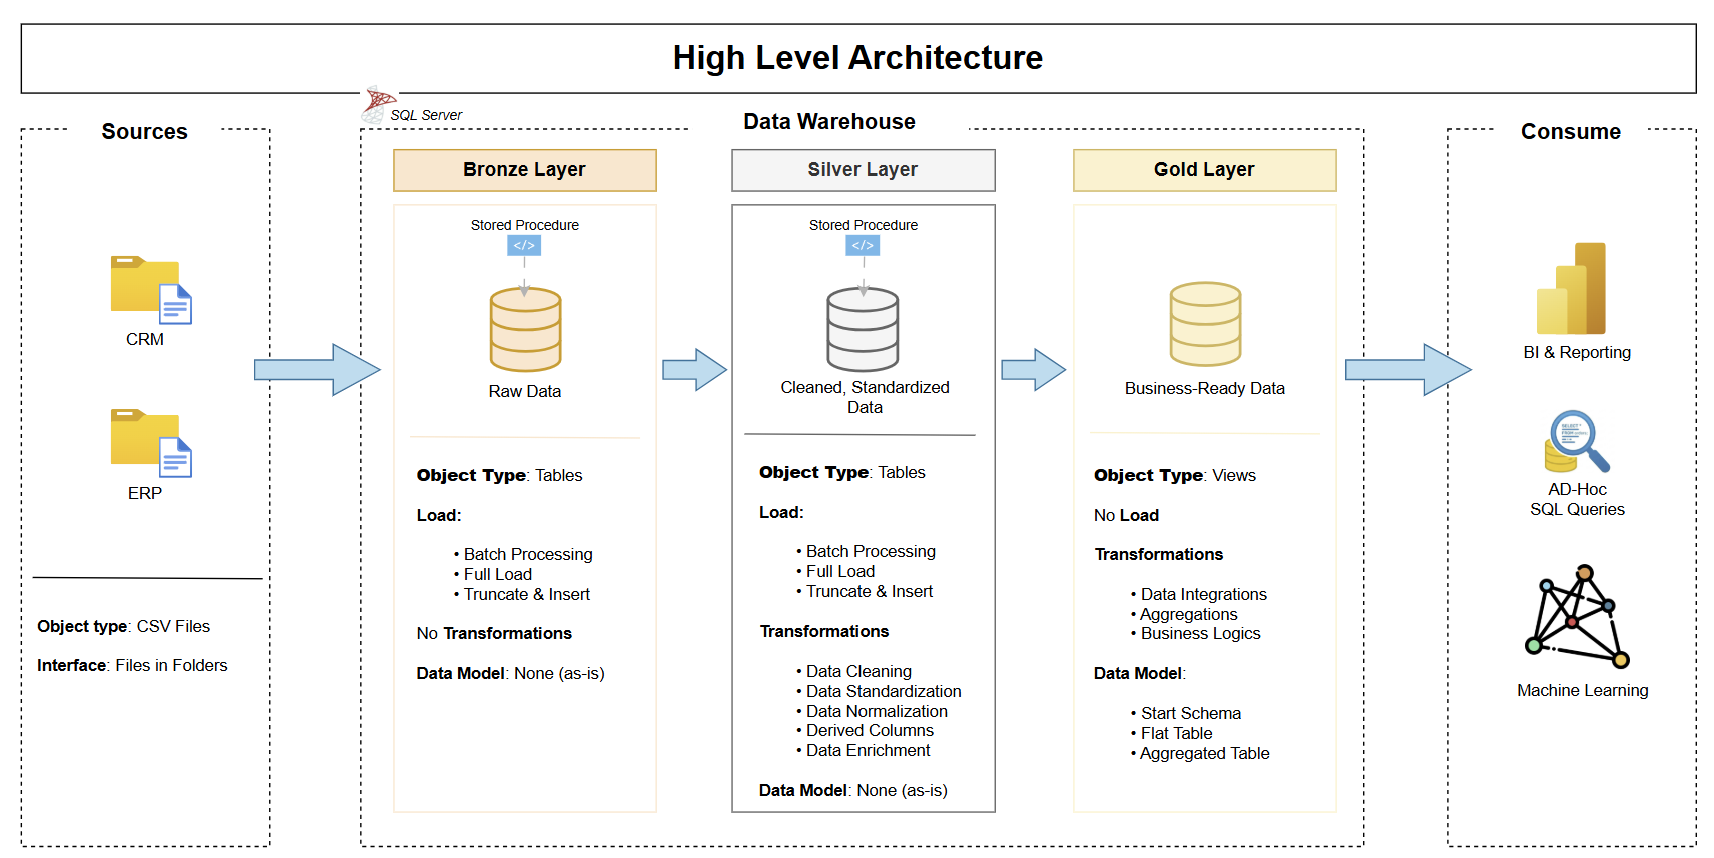 High Level Architecture
Sources
CRM
ERP
Object type: CSV Files
Interface: Files in Folders
SQL Server
Data Warehouse
Bronze Layer
Stored Procedure
</>
Raw Data
Object Type: Tables
Load:
• Batch Processing
• Full Load
• Truncate & Insert
No Transformations
Data Model: None (as-is)
Silver Layer
Stored Procedure
</>
Cleaned, Standardized
Data
Object Type: Tables
Load:
• Batch Processing
• Full Load
• Truncate & Insert
Transformations
• Data Cleaning
• Data Standardization
• Data Normalization
• Derived Columns
• Data Enrichment
Data Model: None (as-is)
Gold Layer
Business-Ready Data
Object Type: Views
No Load
Transformations
• Data Integrations
• Aggregations
• Business Logics
Data Model:
• Start Schema
• Flat Table
• Aggregated Table
Consume
BI & Reporting
SELECT *
FROM
AD-Hoc
SQL Queries
Machine Learning